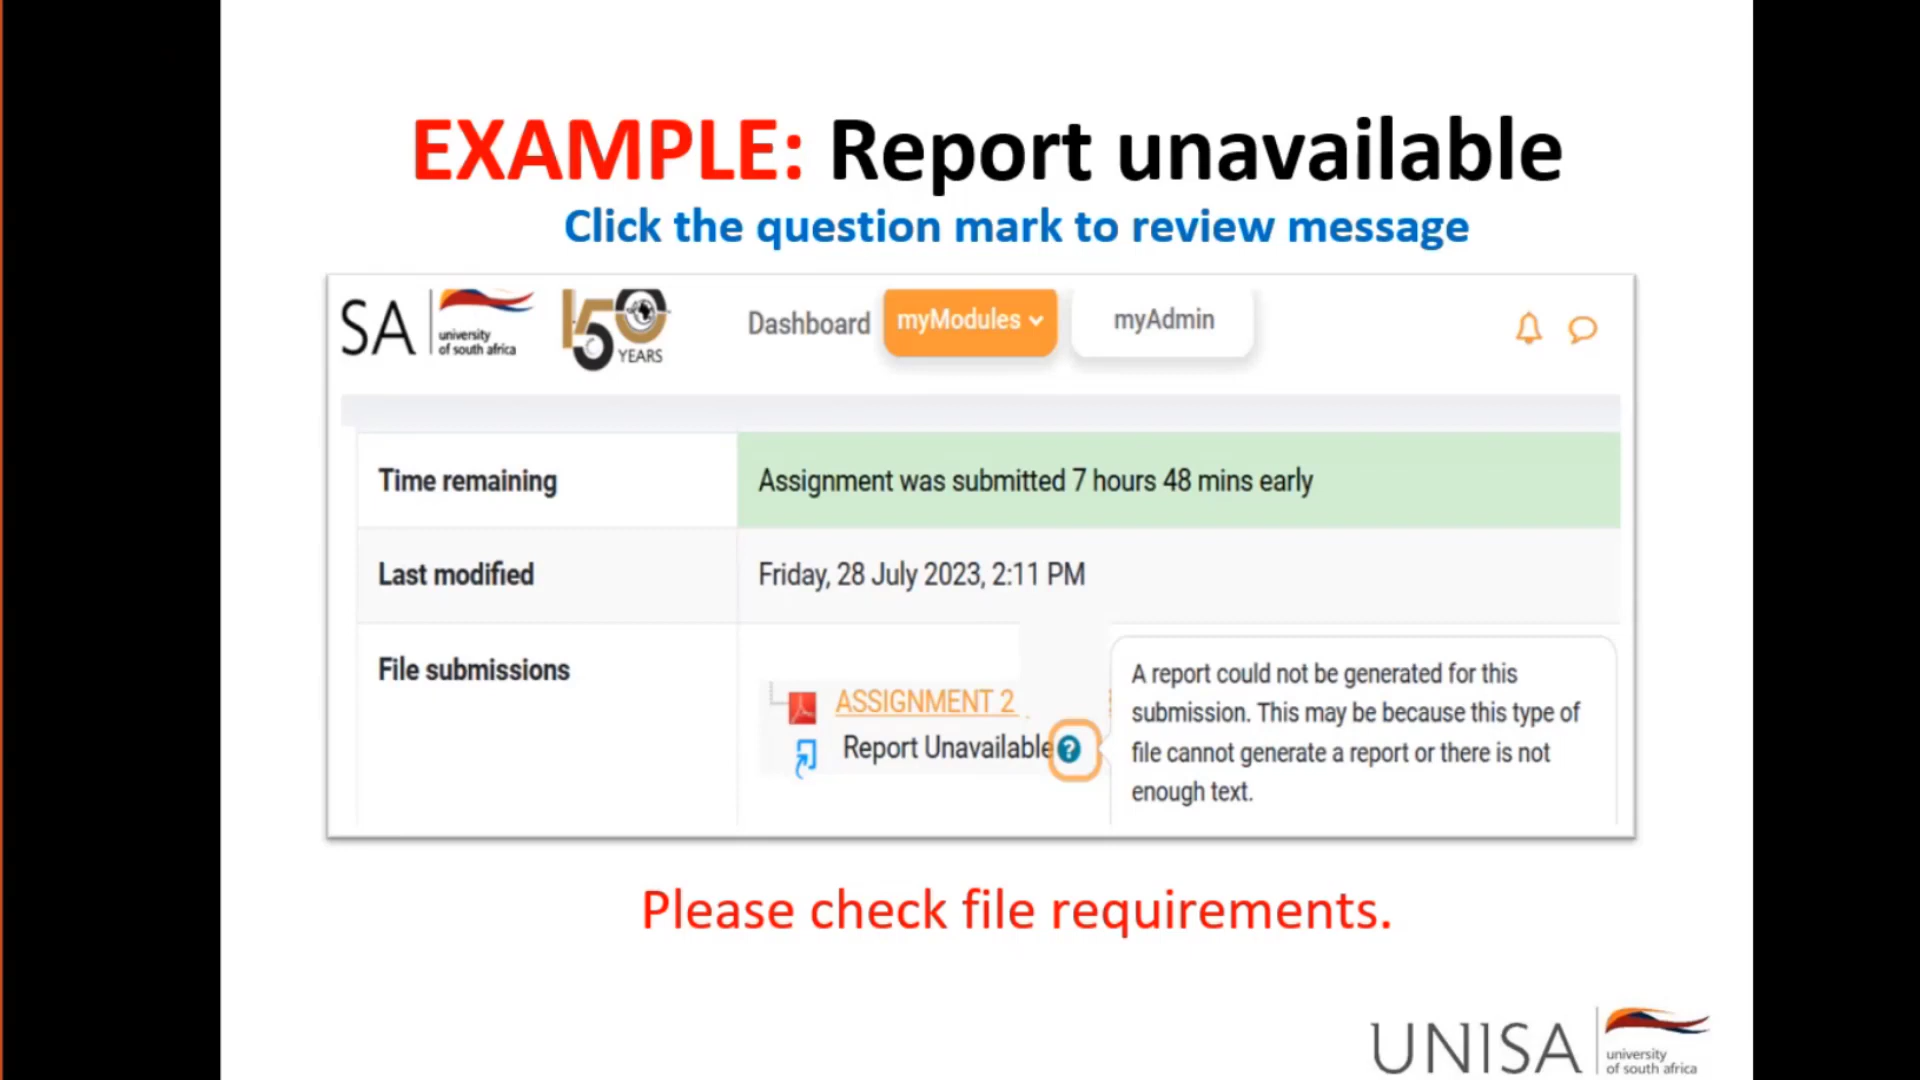 EXAMPLE: Report unavailable
Click the question mark to review message
SA university of south africa
150 YEARS
Dashboard
myModules
myAdmin
Time remaining
Assignment was submitted 7 hours 48 mins early
Last modified
Friday, 28 July 2023, 2:11 PM
File submissions
ASSIGNMENT 2
Report Unavailable ?
A report could not be generated for this
submission. This may be because this type of
file cannot generate a report or there is not
enough text.
Please check file requirements.
UNISA university
of south africa